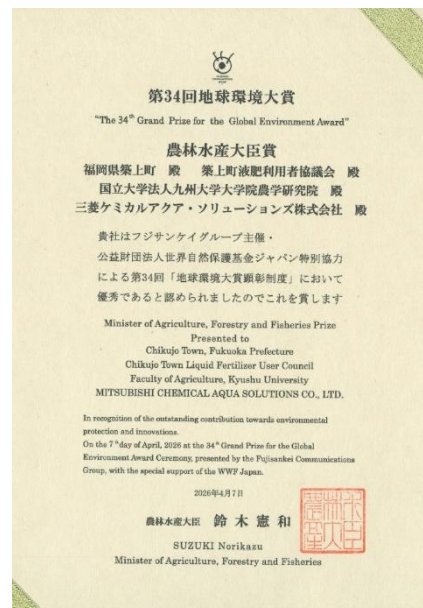 第34回地球環境大賞
"The 34th Grand Prize for the Global Environment Award"
農林水産大臣賞
福岡県築上町 殿　築上町液肥利用者協議会 殿
国立大学法人九州大学大学院農学研究院 殿
三菱ケミカルアクア・ソリューションズ株式会社 殿
貴社はフジサンケイグループ主催・
公益財団法人世界自然保護基金ジャパン特別協力
による第34回「地球環境大賞顕彰制度」において
優秀であると認められましたのでこれを賞します
Minister of Agriculture, Forestry and Fisheries Prize
Presented to
Chikujo Town, Fukuoka Prefecture
Chikujo Town Liquid Fertilizer User Council
Faculty of Agriculture, Kyushu University
MITSUBISHI CHEMICAL AQUA SOLUTIONS CO., LTD.
In recognition of the outstanding contribution towards environmental
protection and innovations.
On the 7th day of April, 2026 at the 34th Grand Prize for the Global
Environment Award Ceremony, presented by the Fujisankei Communications
Group, with the special support of the WWF Japan.
2026年4月7日
農林水産大臣 鈴木憲和
SUZUKI Norikazu
Minister of Agriculture, Forestry and Fisheries